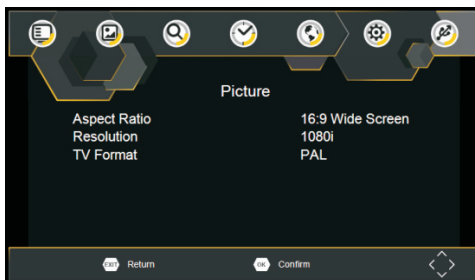 Picture
Aspect Ratio 16:9 Wide Screen
Resolution 1080i
TV Format PAL
EXIT Return OK Confirm